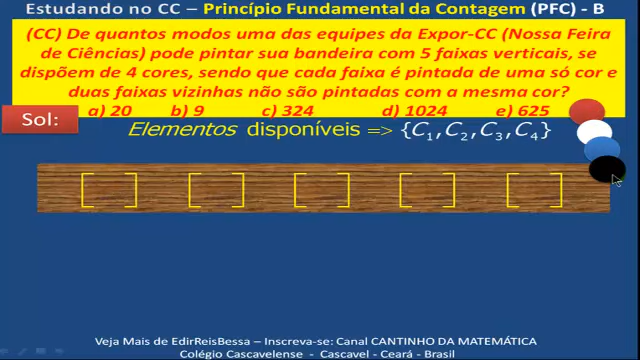 Estudando no CC – Princípio Fundamental da Contagem (PFC) - B
(CC) De quantos modos uma das equipes da Expor-CC (Nossa Feira
de Ciências) pode pintar sua bandeira com 5 faixas verticais, se
dispõem de 4 cores, sendo que cada faixa é pintada de uma só cor e
duas faixas vizinhas não são pintadas com a mesma cor?
a) 20 b) 9 c) 324 d) 1024 e) 625
Sol:
Elementos disponíveis => {C₁,C₂,C₃,C₄}
[ ] [ ] [ ] [ ] [ ]
Veja Mais de EdirReisBessa – Inscreva-se: Canal CANTINHO DA MATEMÁTICA
Colégio Cascavelense - Cascavel - Ceará - Brasil